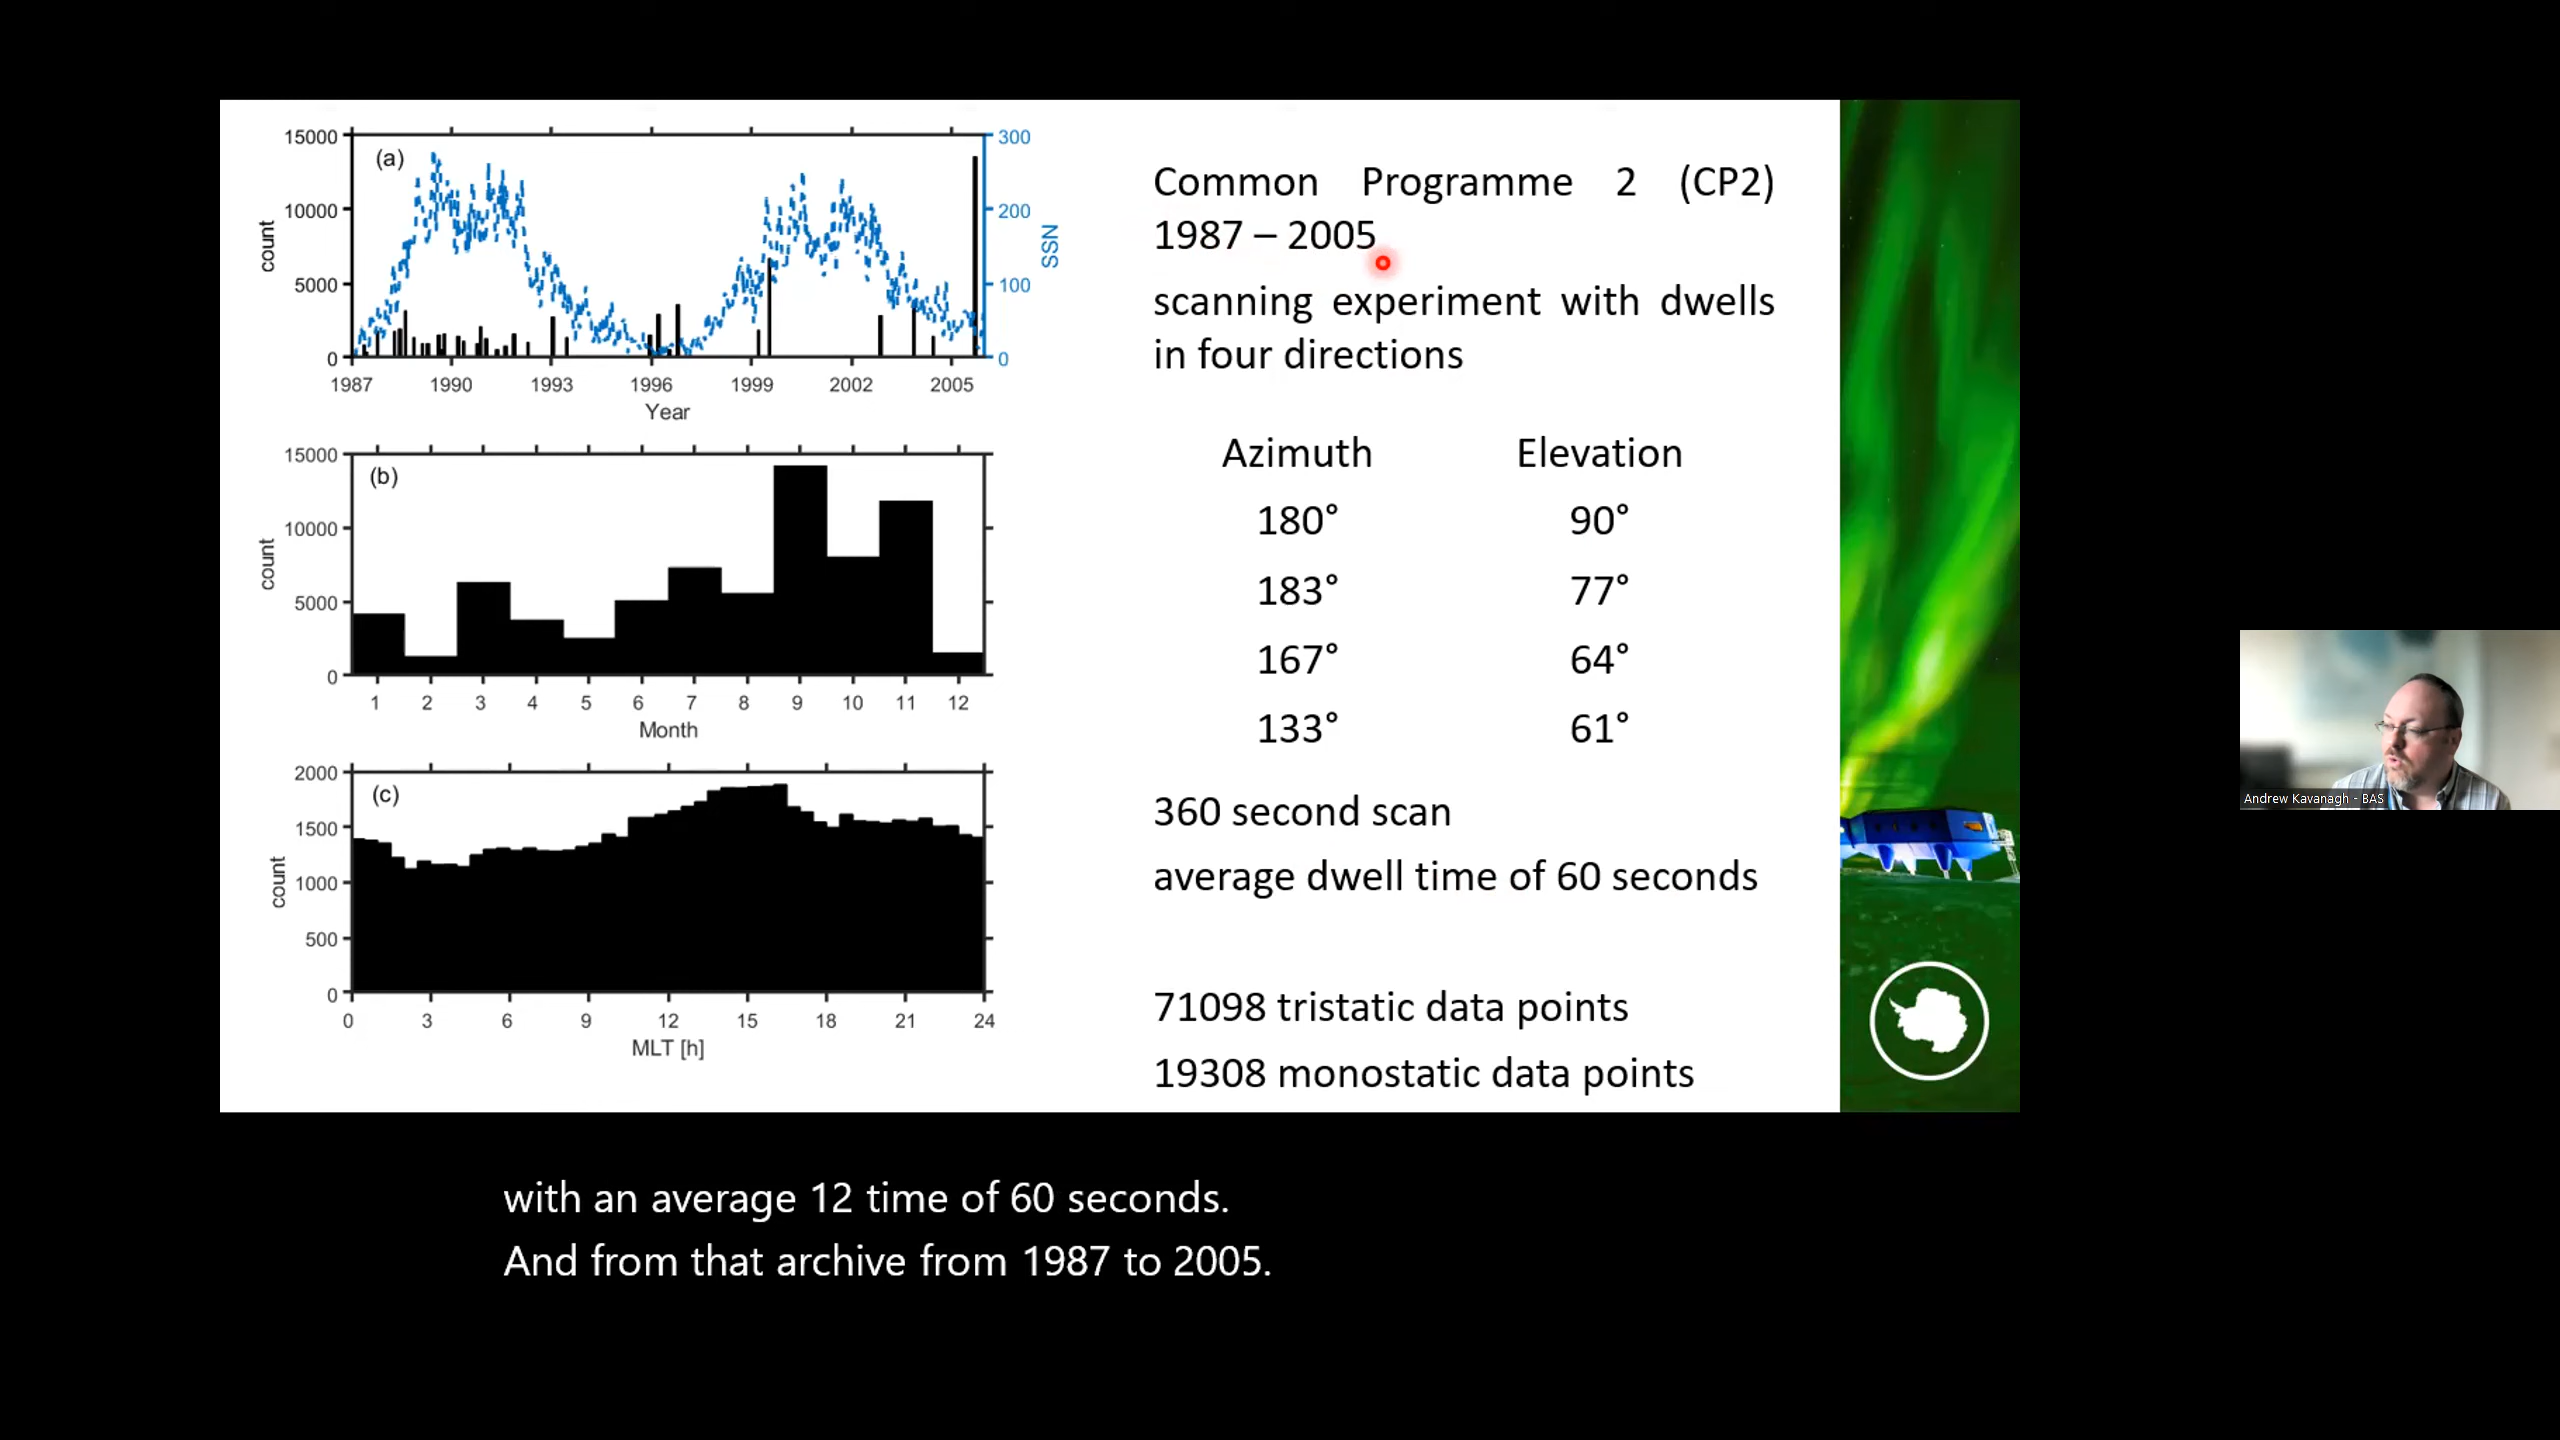 (a)
15000
10000
5000
0
count
300
200
100
0
SSN
1987 1990 1993 1996 1999 2002 2005
Year
(b)
15000
10000
5000
0
count
1 2 3 4 5 6 7 8 9 10 11 12
Month
(c)
2000
1500
1000
500
0
count
0 3 6 9 12 15 18 21 24
MLT [h]
Common Programme 2 (CP2)
1987 – 2005
scanning experiment with dwells
in four directions
Azimuth Elevation
180° 90°
183° 77°
167° 64°
133° 61°
360 second scan
average dwell time of 60 seconds
71098 tristatic data points
19308 monostatic data points
Andrew Kavanagh - BAS
with an average 12 time of 60 seconds.
And from that archive from 1987 to 2005.